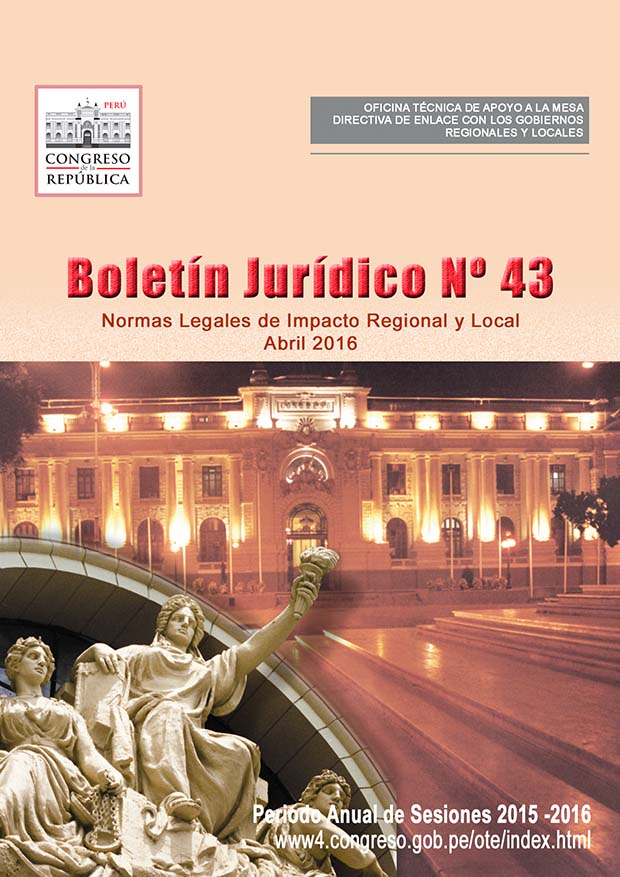 PERÚ
CONGRESO
de la
REPÚBLICA
OFICINA TÉCNICA DE APOYO A LA MESA
DIRECTIVA DE ENLACE CON LOS GOBIERNOS
REGIONALES Y LOCALES
Boletín Jurídico Nº 43
Normas Legales de Impacto Regional y Local
Abril 2016
Periodo Anual de Sesiones 2015 -2016
www4.congreso.gob.pe/ote/index.html